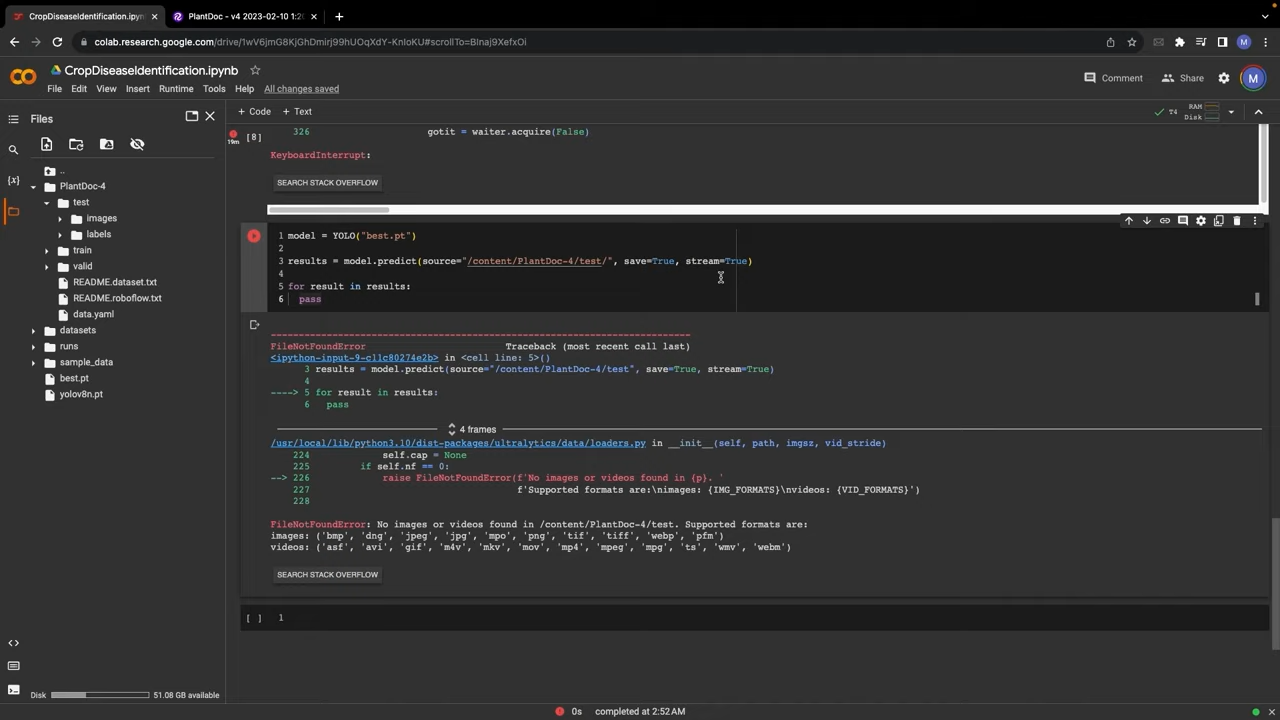 CropDiseaseIdentification.ipyn
PlantDoc - v4 2023-02-10 1:20
colab.research.google.com/drive/1wV6jmG8KjGhDmirj99hUOqXdY-KnIoKU#scrollTo=BInaj9XefxOi
M
CropDiseaseIdentification.ipynb
File Edit View Insert Runtime Tools Help All changes saved
Comment Share M
Files
+ Code + Text
T4 RAM Disk
19m
[8]
326 gotit = waiter.acquire(False)
KeyboardInterrupt:
SEARCH STACK OVERFLOW
..
PlantDoc-4
test
images
labels
train
valid
README.dataset.txt
README.roboflow.txt
data.yaml
datasets
runs
sample_data
best.pt
yolov8n.pt
1 model = YOLO("best.pt")
2
3 results = model.predict(source="/content/PlantDoc-4/test/", save=True, stream=True)
4
5 for result in results:
6 pass
--------------------------------------------------------------------------
FileNotFoundError Traceback (most recent call last)
<ipython-input-9-c11c80274e2b> in <cell line: 5>()
3 results = model.predict(source="/content/PlantDoc-4/test", save=True, stream=True)
4
----> 5 for result in results:
6 pass
4 frames
/usr/local/lib/python3.10/dist-packages/ultralytics/data/loaders.py in __init__(self, path, imgsz, vid_stride)
224 self.cap = None
225 if self.nf == 0:
--> 226 raise FileNotFoundError(f'No images or videos found in {p}. '
227 f'Supported formats are:\nimages: {IMG_FORMATS}\nvideos: {VID_FORMATS}')
228
FileNotFoundError: No images or videos found in /content/PlantDoc-4/test. Supported formats are:
images: ('bmp', 'dng', 'jpeg', 'jpg', 'mpo', 'png', 'tif', 'tiff', 'webp', 'pfm')
videos: ('asf', 'avi', 'gif', 'm4v', 'mkv', 'mov', 'mp4', 'mpeg', 'mpg', 'ts', 'wmv', 'webm')
SEARCH STACK OVERFLOW
[ ] 1
Disk 51.08 GB available
0s completed at 2:52AM